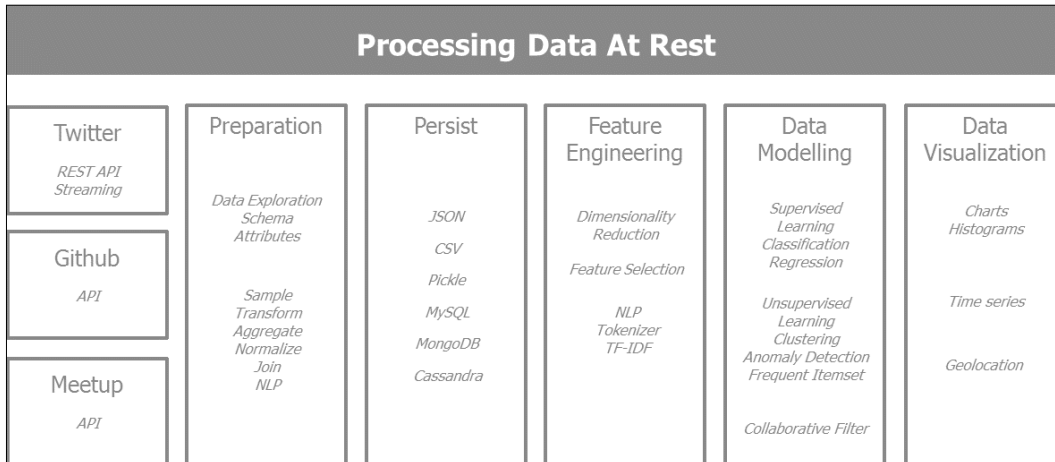 Processing Data At Rest
Twitter
REST API
Streaming
Github
API
Meetup
API
Preparation
Data Exploration
Schema
Attributes
Sample
Transform
Aggregate
Normalize
Join
NLP
Persist
JSON
CSV
Pickle
MySQL
MongoDB
Cassandra
Feature
Engineering
Dimensionality
Reduction
Feature Selection
NLP
Tokenizer
TF-IDF
Data
Modelling
Supervised
Learning
Classification
Regression
Unsupervised
Learning
Clustering
Anomaly Detection
Frequent Itemset
Collaborative Filter
Data
Visualization
Charts
Histograms
Time series
Geolocation